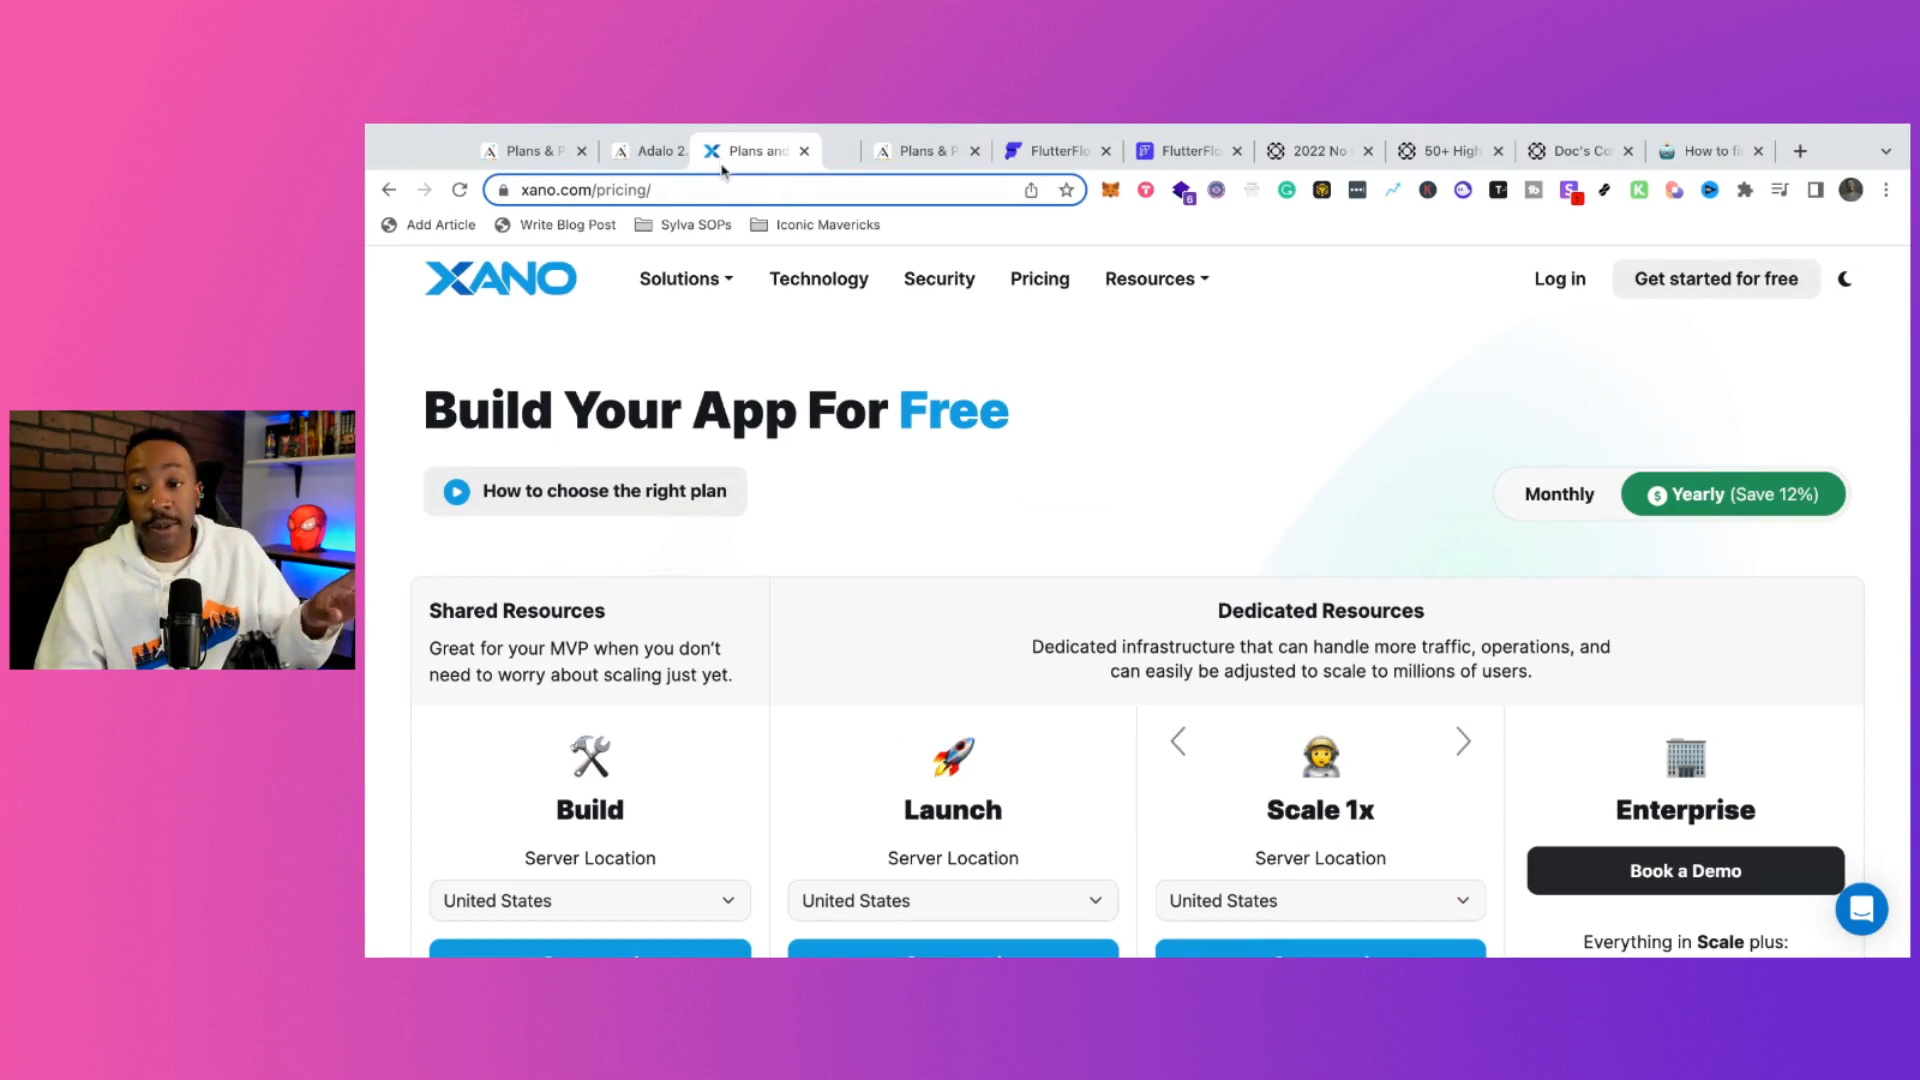 Plans & P
Adalo 2.
Plans and
Plans & P
FlutterFlo
FlutterFlo
2022 No
50+ High
Doc's Co
How to fi
xano.com/pricing/
6
Add Article
Write Blog Post
Sylva SOPs
Iconic Mavericks
XANO
Solutions
Technology
Security
Pricing
Resources
Log in
Get started for free
Build Your App For Free
How to choose the right plan
Monthly
Yearly (Save 12%)
Shared Resources
Great for your MVP when you don't
need to worry about scaling just yet.
Dedicated Resources
Dedicated infrastructure that can handle more traffic, operations, and
can easily be adjusted to scale to millions of users.
Build
Server Location
United States
Launch
Server Location
United States
Scale 1x
Server Location
United States
Enterprise
Book a Demo
Everything in Scale plus: